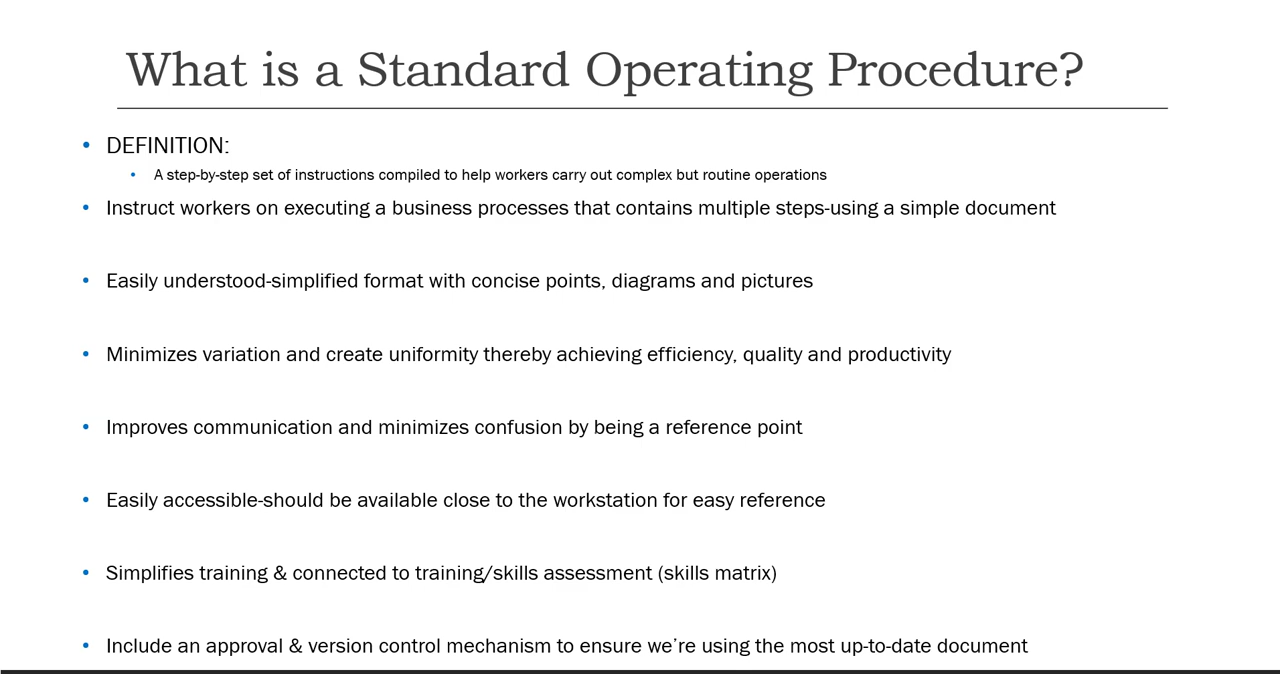 What is a Standard Operating Procedure?
• DEFINITION:
• A step-by-step set of instructions compiled to help workers carry out complex but routine operations
• Instruct workers on executing a business processes that contains multiple steps-using a simple document
• Easily understood-simplified format with concise points, diagrams and pictures
• Minimizes variation and create uniformity thereby achieving efficiency, quality and productivity
• Improves communication and minimizes confusion by being a reference point
• Easily accessible-should be available close to the workstation for easy reference
• Simplifies training & connected to training/skills assessment (skills matrix)
• Include an approval & version control mechanism to ensure we’re using the most up-to-date document